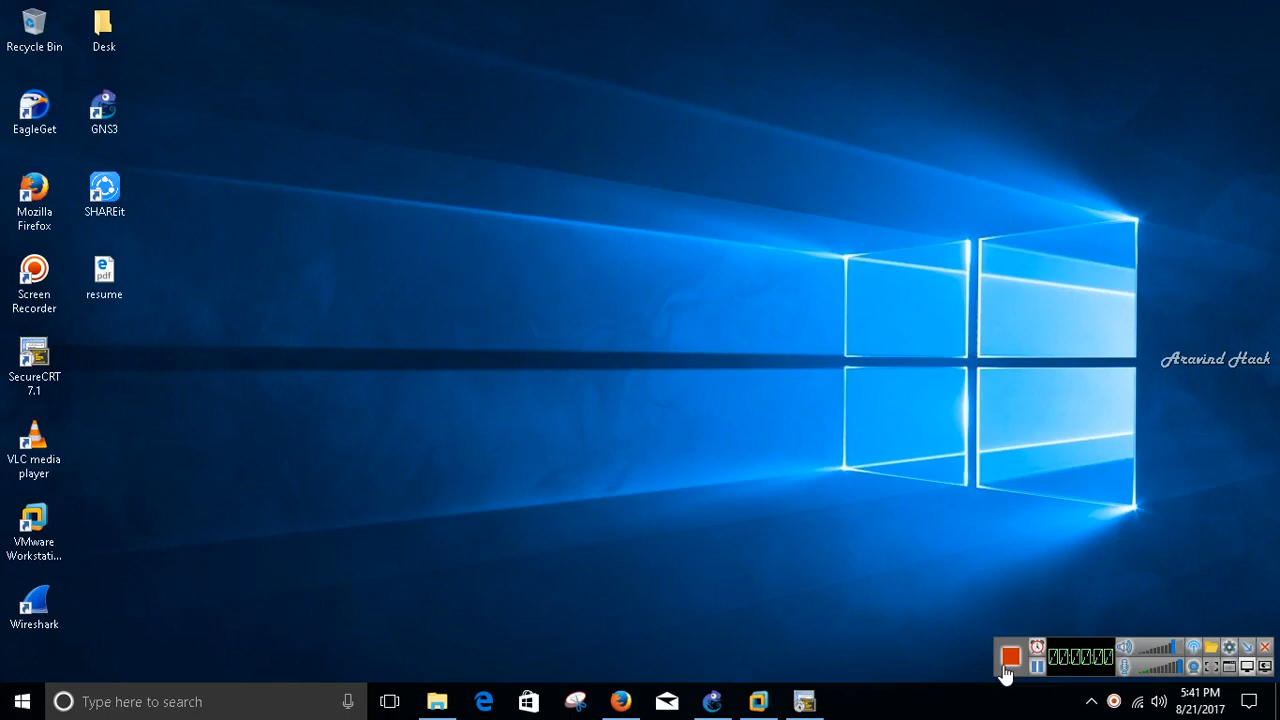 Recycle Bin
Desk
EagleGet
GNS3
Mozilla
Firefox
SHAREit
Screen
Recorder
pdf
resume
SecureCRT
7.1
VLC media
player
VMware
Workstati...
Wireshark
Aravind Hack
Type here to search
5:41 PM
8/21/2017